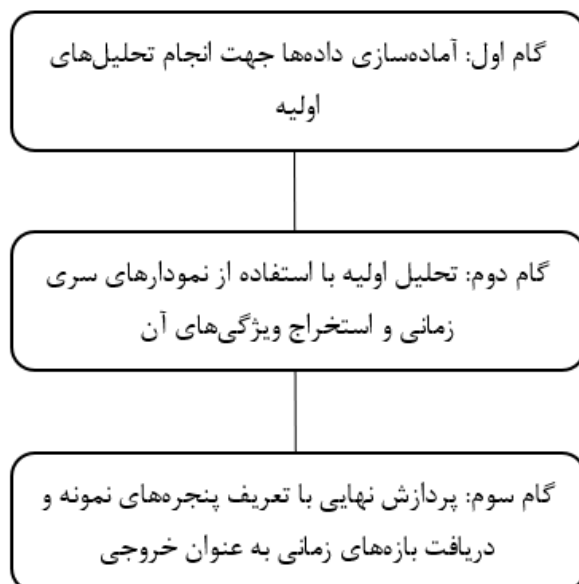 گام اول: آماده‌سازی داده‌ها جهت انجام تحلیل‌های
اولیه
گام دوم: تحلیل اولیه با استفاده از نمودارهای سری
زمانی و استخراج ویژگی‌های آن
گام سوم: پردازش نهایی با تعریف پنجره‌های نمونه و
دریافت بازه‌های زمانی به عنوان خروجی